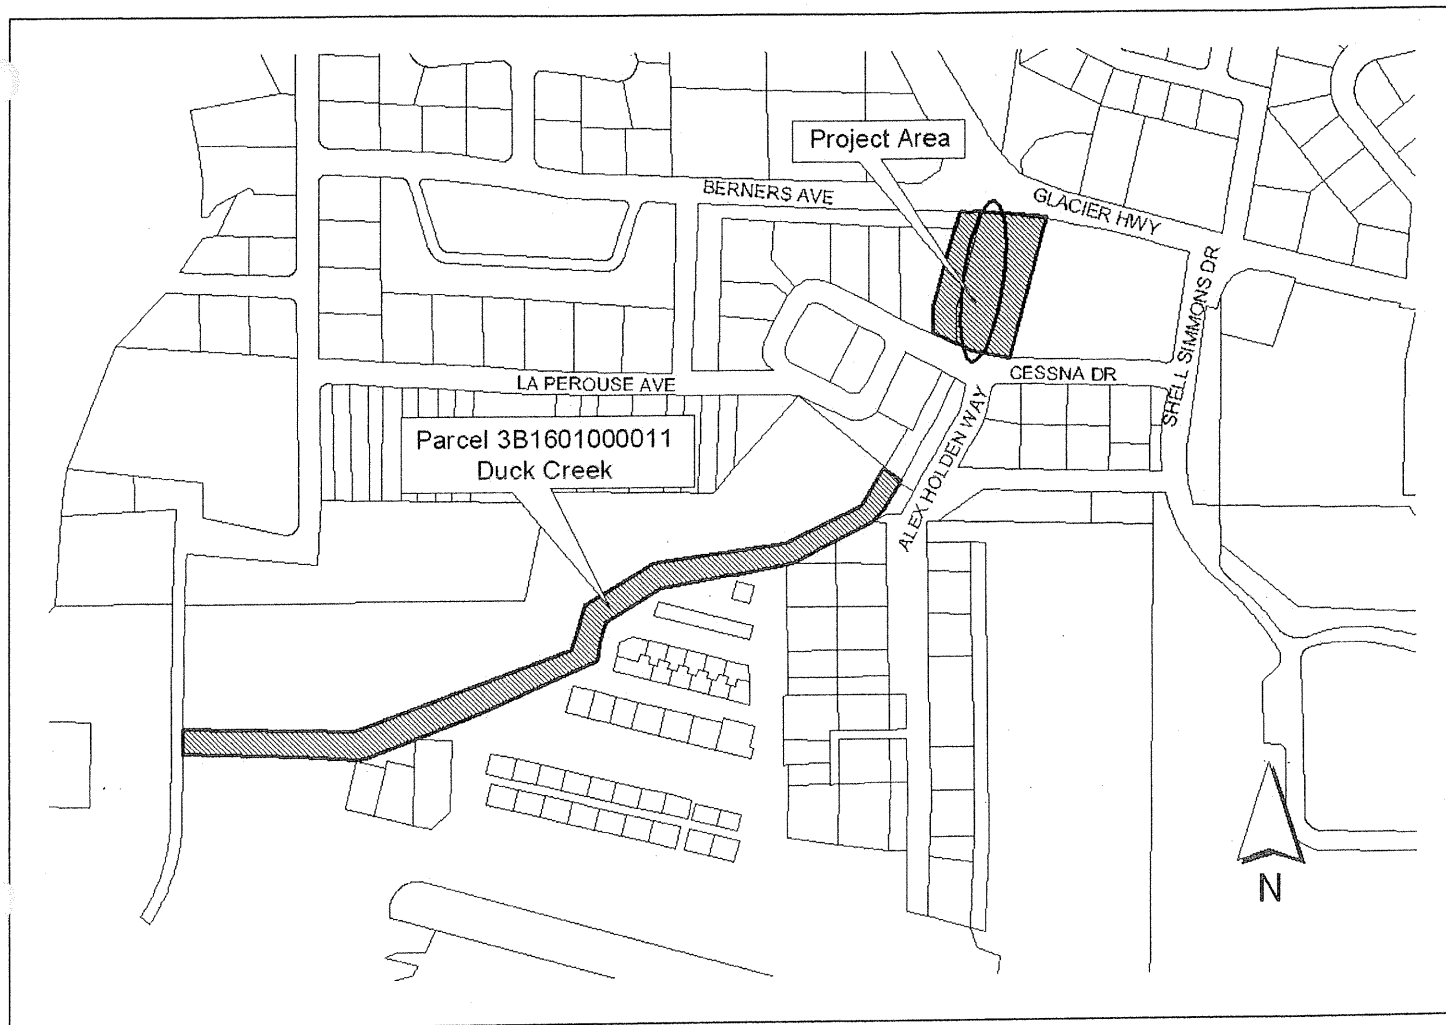 Project Area
BERNERS AVE
GLACIER HWY
SHELL SIMMONS DR
CESSNA DR
LA PEROUSE AVE
ALEX HOLDEN WAY
Parcel 3B1601000011
Duck Creek
N